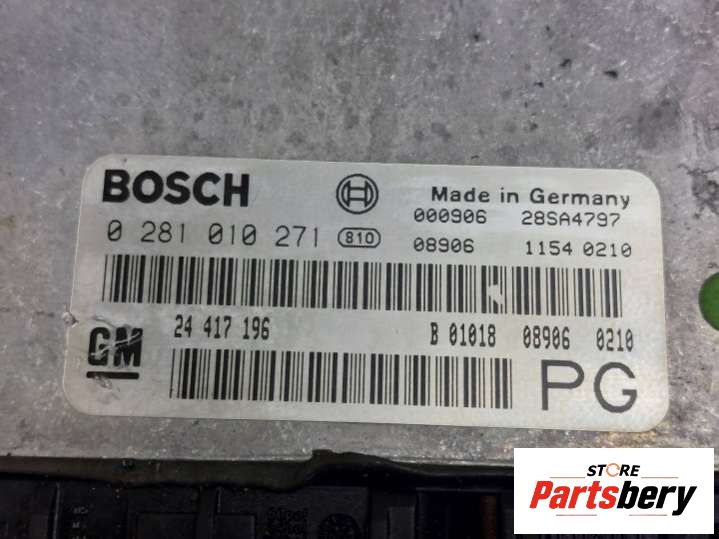 BOSCH Made in Germany
000906 28SA4797
0 281 010 271 810 08906 1154 0210
24 417 196 B 01018 08906 0210
GM PG
STORE
Partsbery